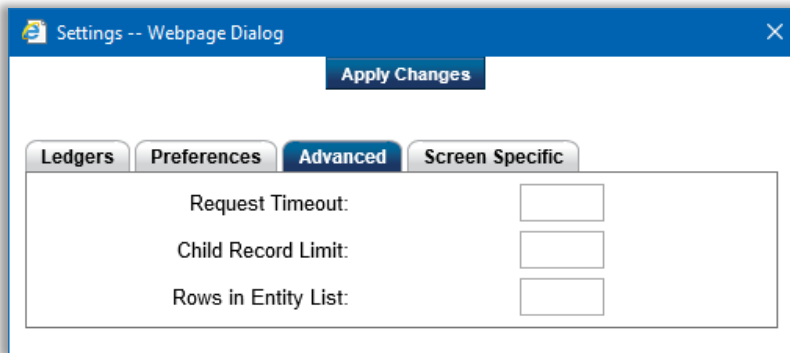 Settings -- Webpage Dialog
Apply Changes
Ledgers Preferences Advanced Screen Specific
Request Timeout:
Child Record Limit:
Rows in Entity List: